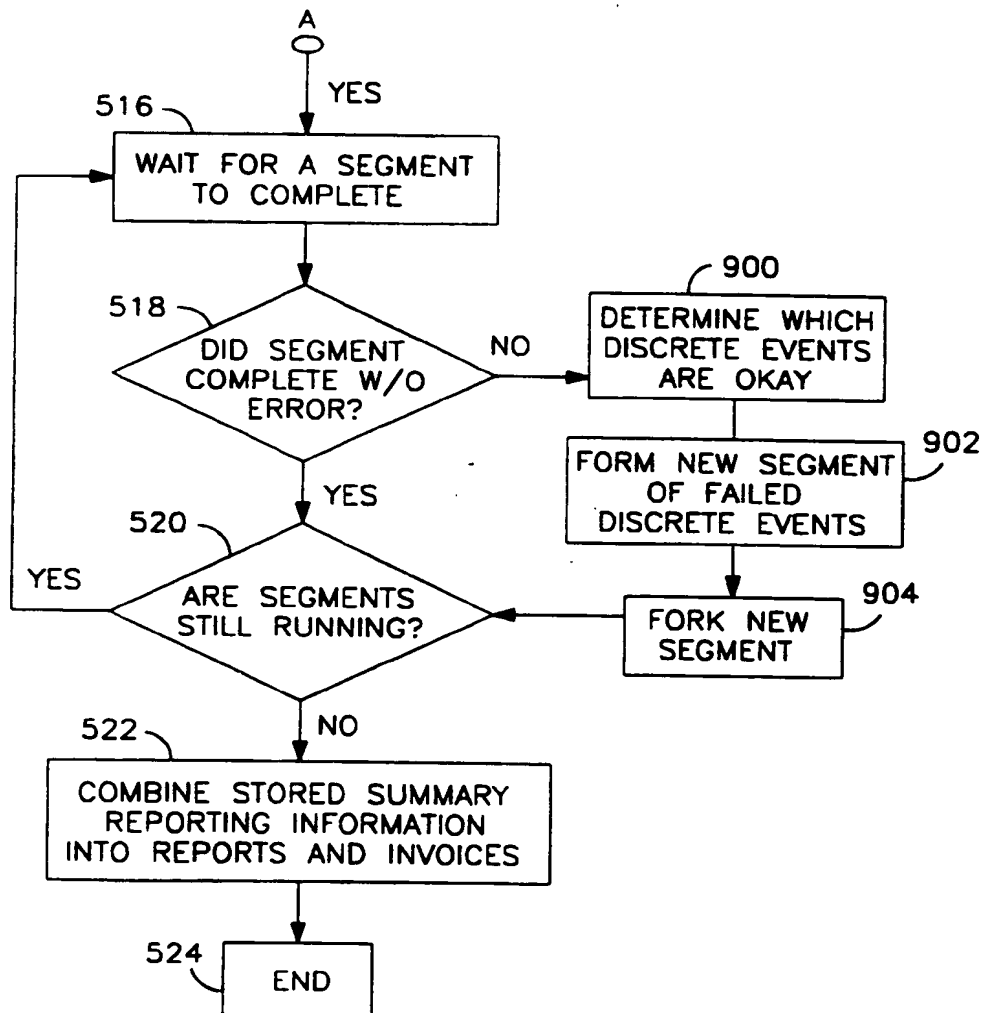 A
YES
516
WAIT FOR A SEGMENT
TO COMPLETE
518
DID SEGMENT
COMPLETE W/O
ERROR?
NO
900
DETERMINE WHICH
DISCRETE EVENTS
ARE OKAY
902
FORM NEW SEGMENT
OF FAILED
DISCRETE EVENTS
YES
520
YES
ARE SEGMENTS
STILL RUNNING?
904
FORK NEW
SEGMENT
NO
522
COMBINE STORED SUMMARY
REPORTING INFORMATION
INTO REPORTS AND INVOICES
524
END